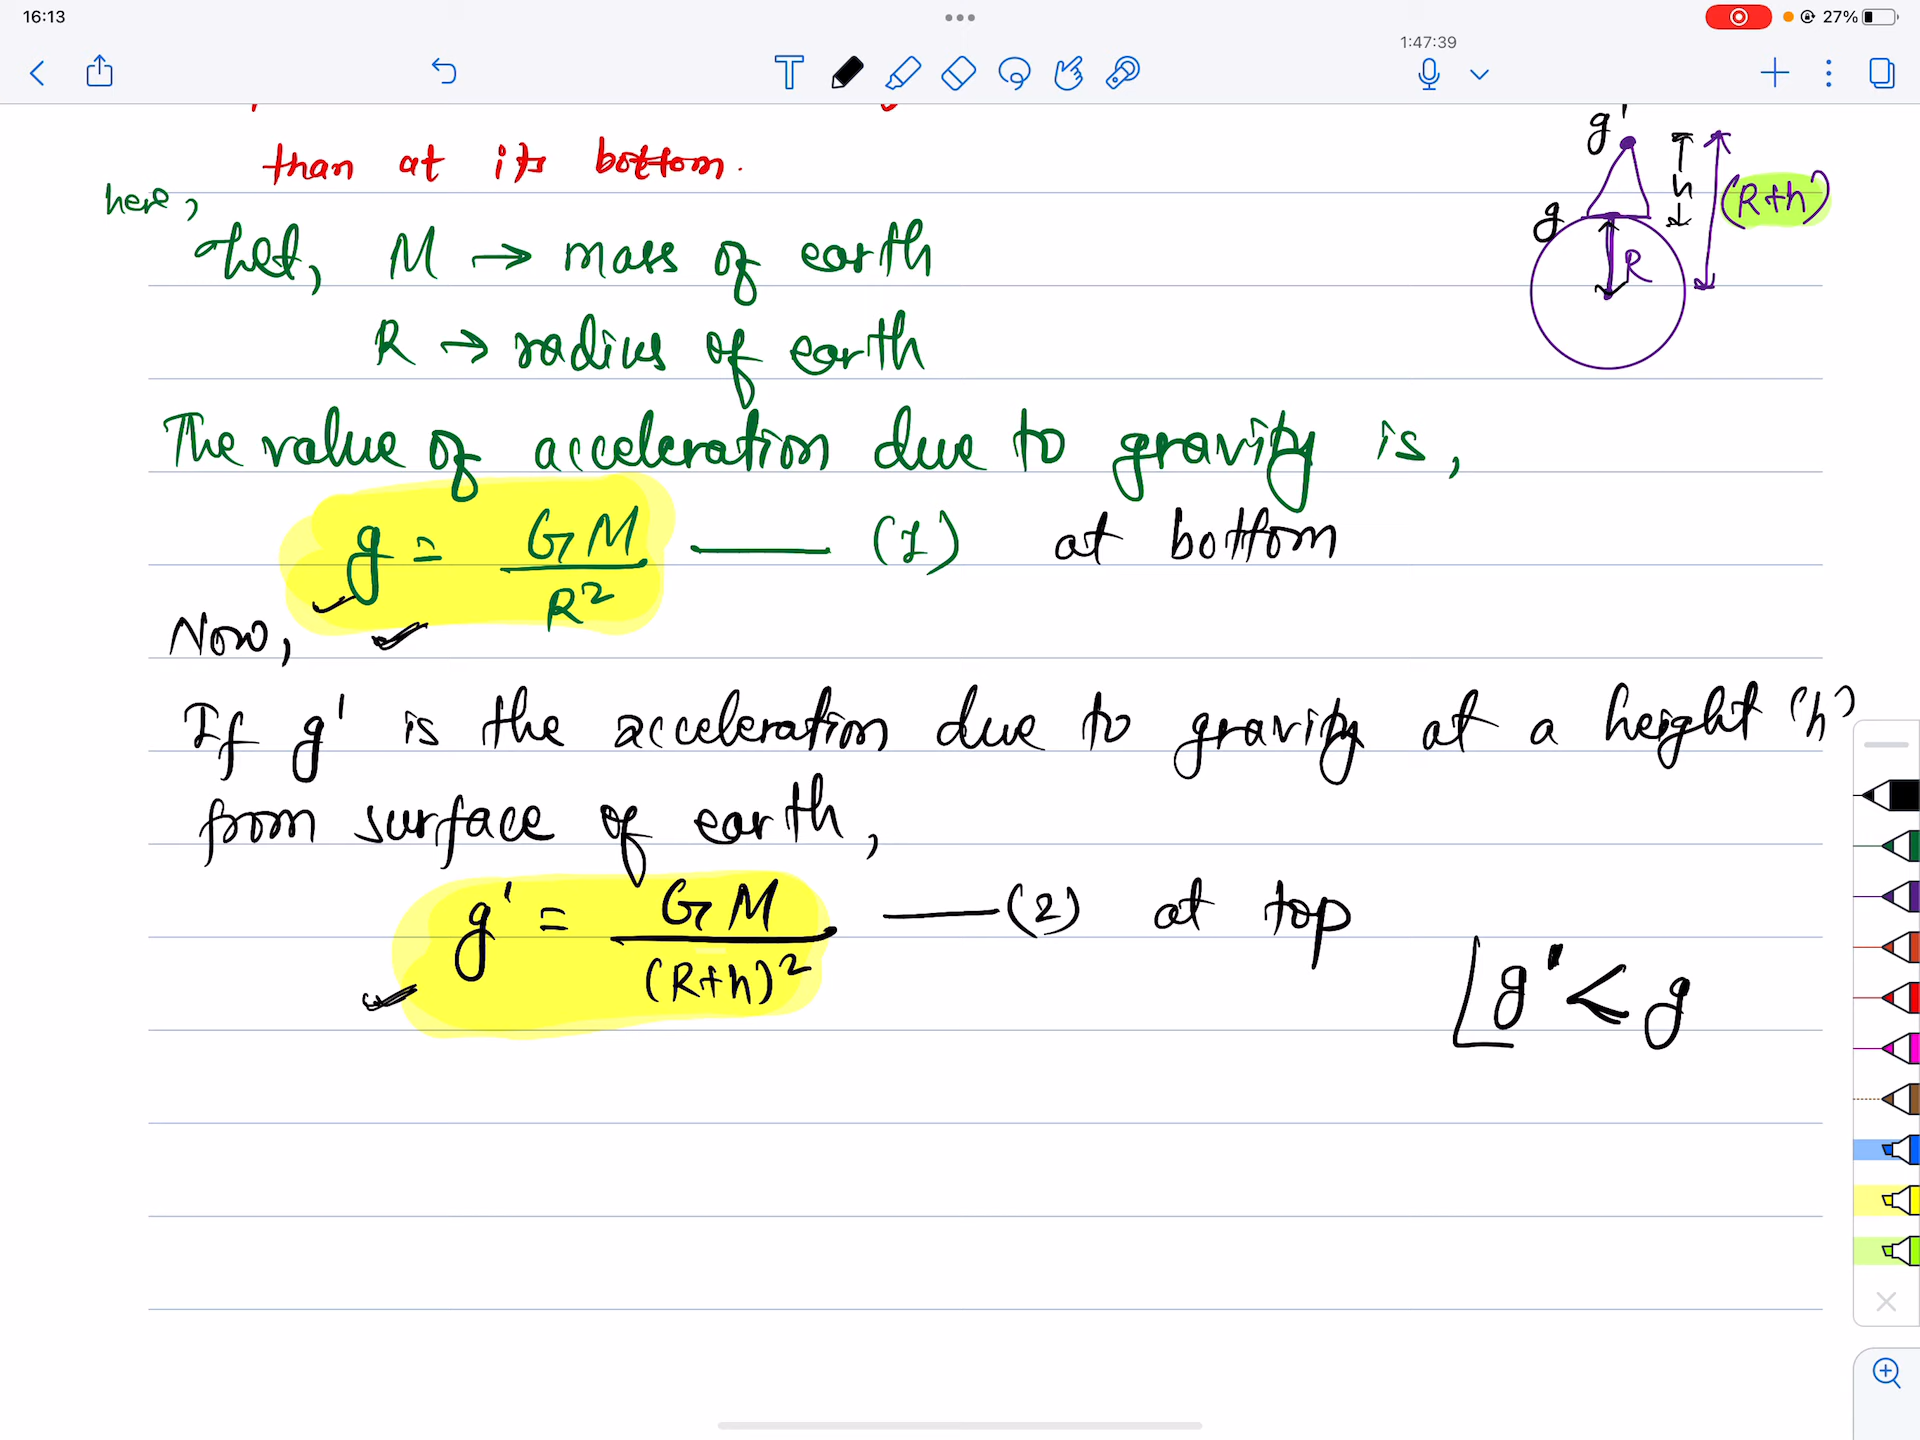 16:13
27%
1:47:39
than at its bottom.
g'
h
(R+h)
g
R
here,
Let, M → mass of earth
R → radius of earth
The value of acceleration due to gravity is,
g = GM/R² —— (1) at bottom
Now,
If g' is the acceleration due to gravity at a height 'h'
from surface of earth,
g' = GM/(R+h)² ——(2) at top
g' < g